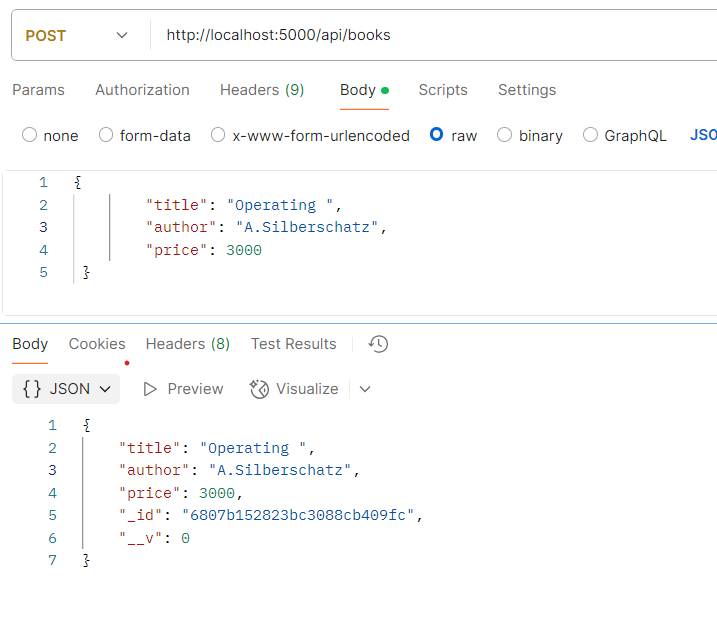 POST http://localhost:5000/api/books
Params Authorization Headers (9) Body Scripts Settings
none form-data x-www-form-urlencoded raw binary GraphQL JSO
1 {
2 "title": "Operating ",
3 "author": "A.Silberschatz",
4 "price": 3000
5 }
Body Cookies Headers (8) Test Results
{} JSON Preview Visualize
1 {
2 "title": "Operating ",
3 "author": "A.Silberschatz",
4 "price": 3000,
5 "_id": "6807b152823bc3088cb409fc",
6 "__v": 0
7 }